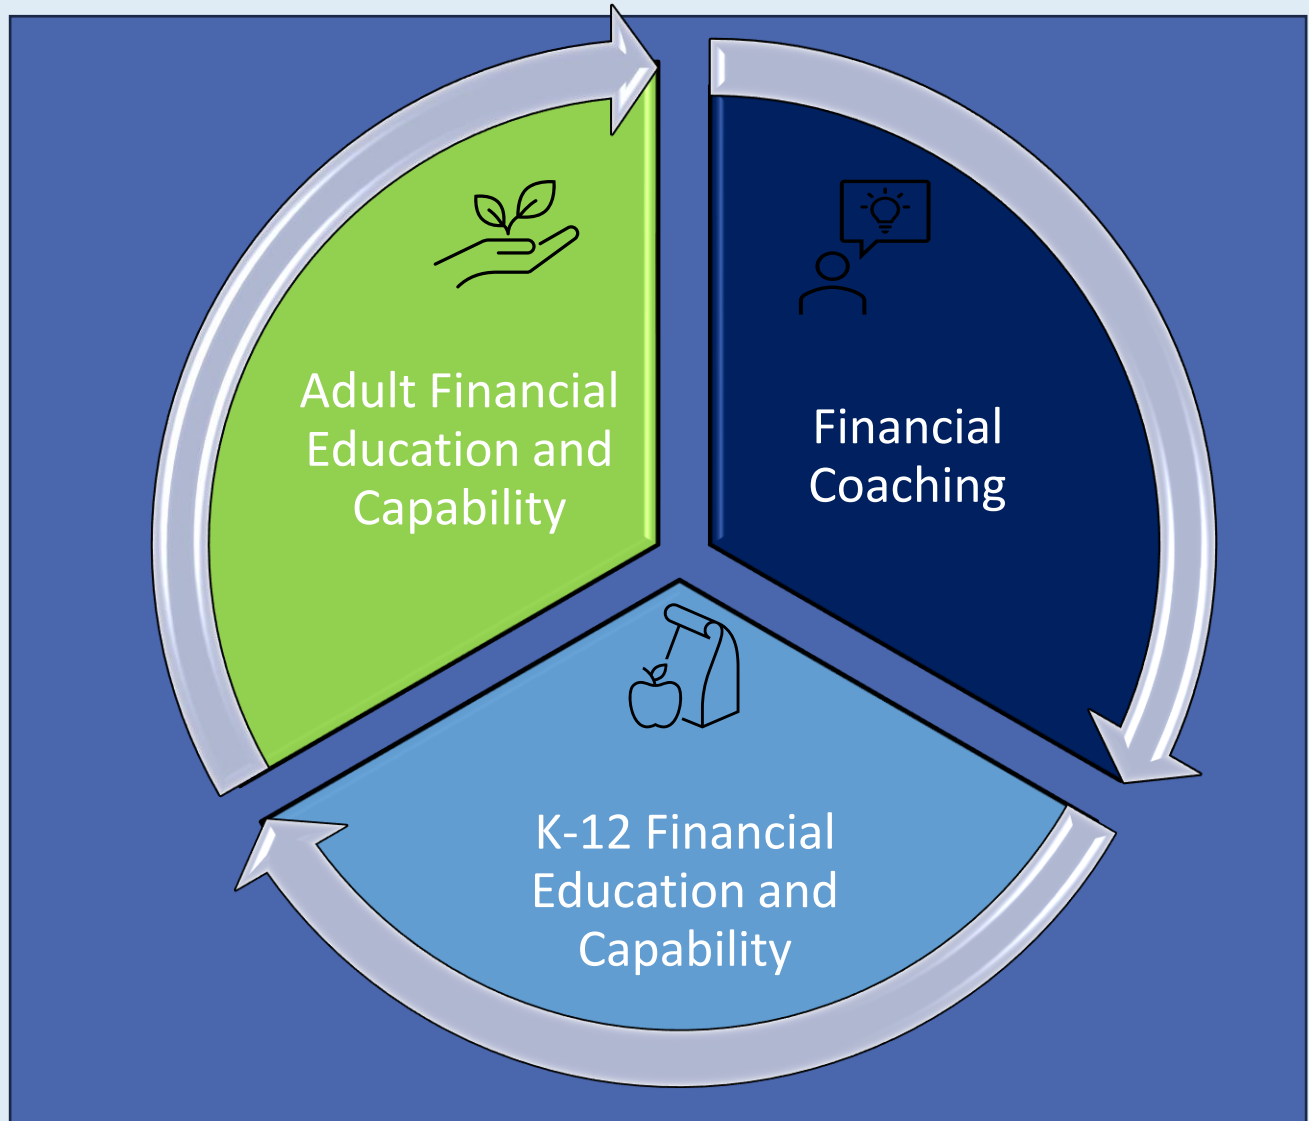 Adult Financial
Education and
Capability
Financial
Coaching
K-12 Financial
Education and
Capability